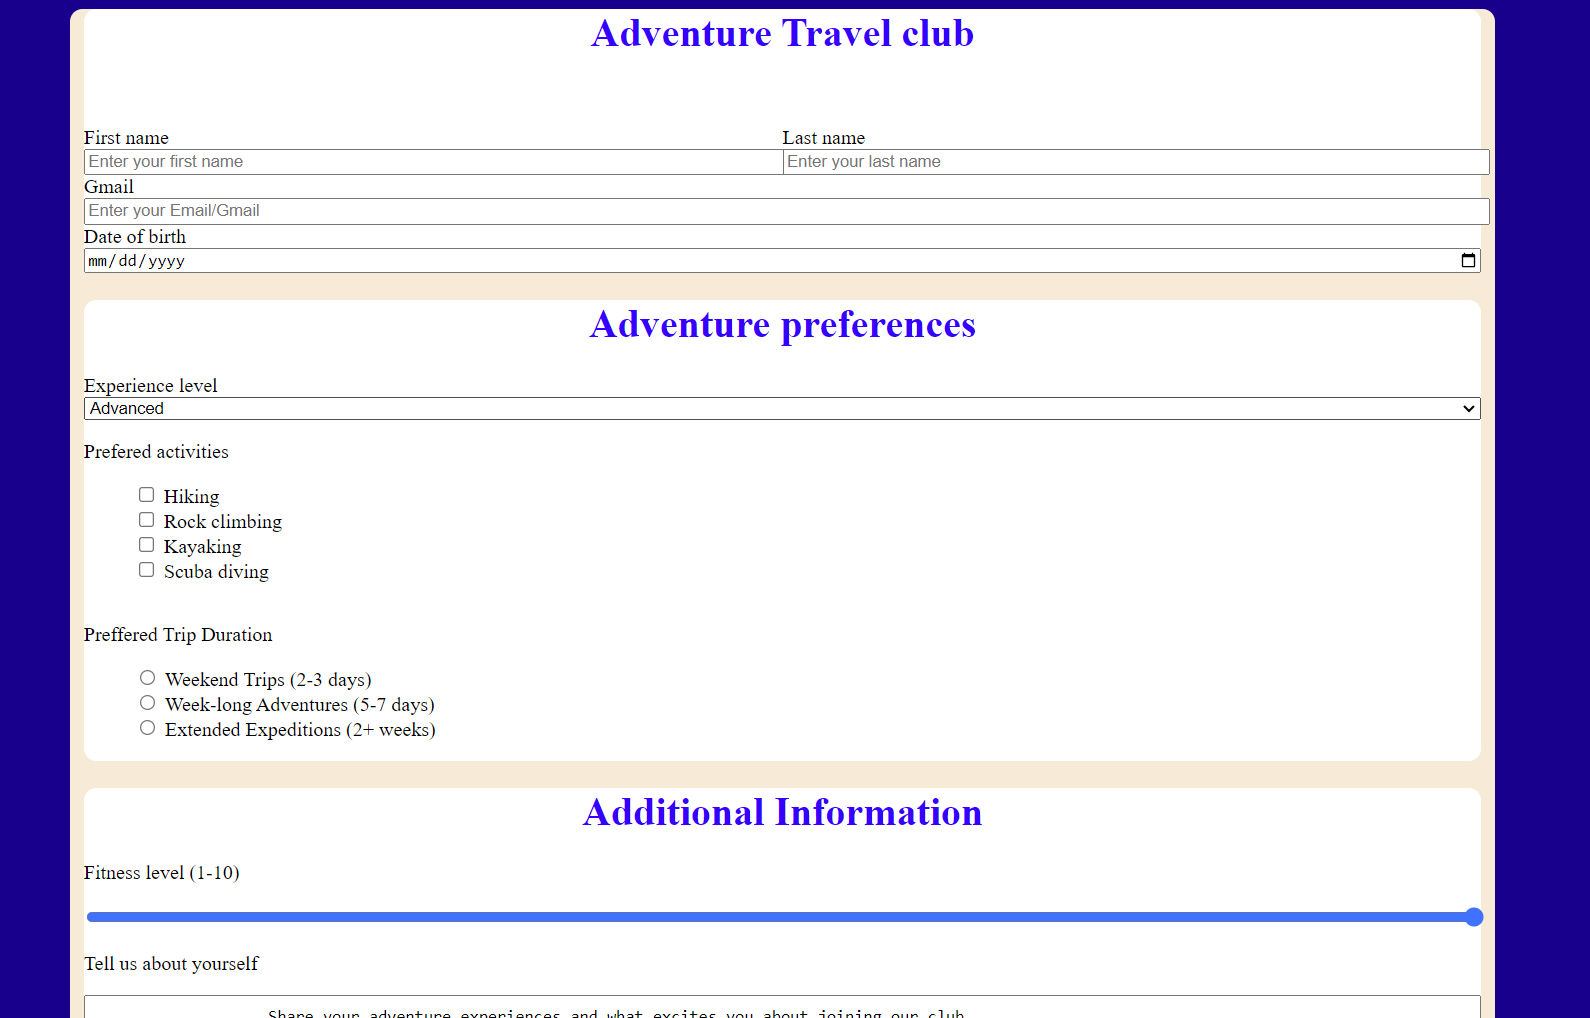 Adventure Travel club
First name Last name
Enter your first name Enter your last name
Gmail
Enter your Email/Gmail
Date of birth
mm/dd/yyyy
Adventure preferences
Experience level
Advanced
Prefered activities
Hiking
Rock climbing
Kayaking
Scuba diving
Preffered Trip Duration
Weekend Trips (2-3 days)
Week-long Adventures (5-7 days)
Extended Expeditions (2+ weeks)
Additional Information
Fitness level (1-10)
Tell us about yourself
Share your adventure experiences and what excites you about joining our club